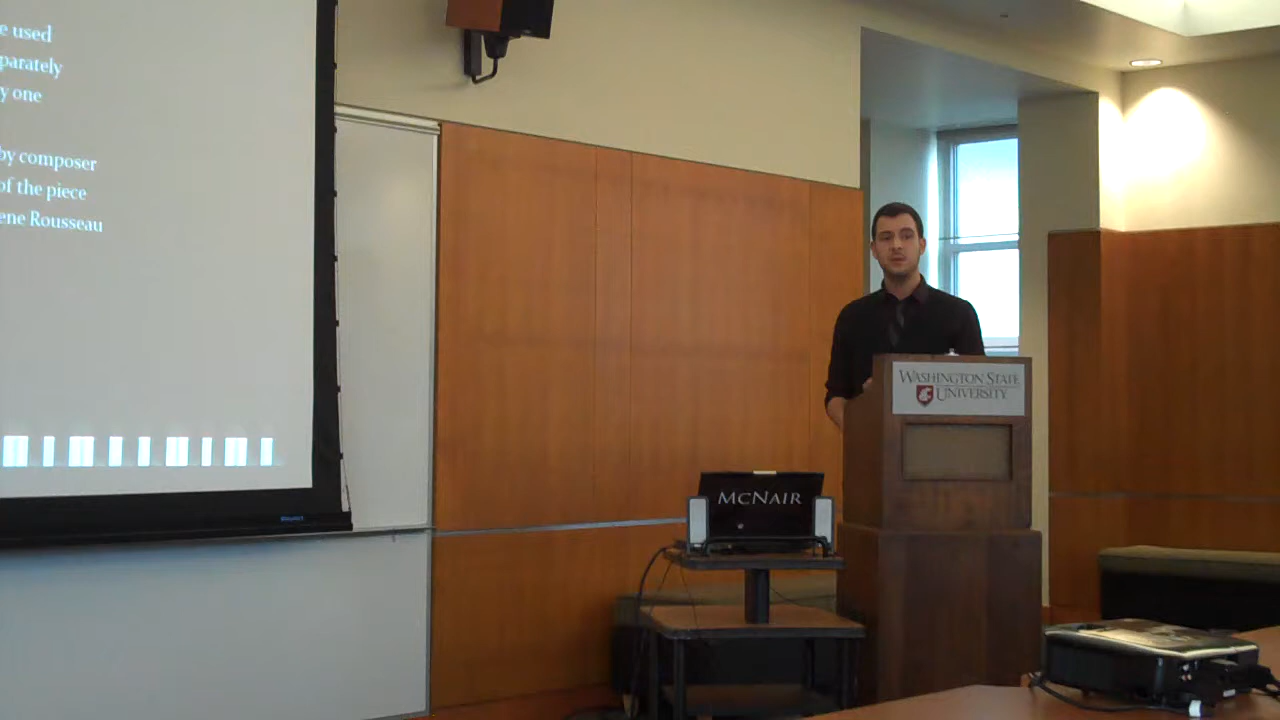 e used
parately
y one
by composer
of the piece
ene Rousseau
WASHINGTON STATE
UNIVERSITY
MCNAIR